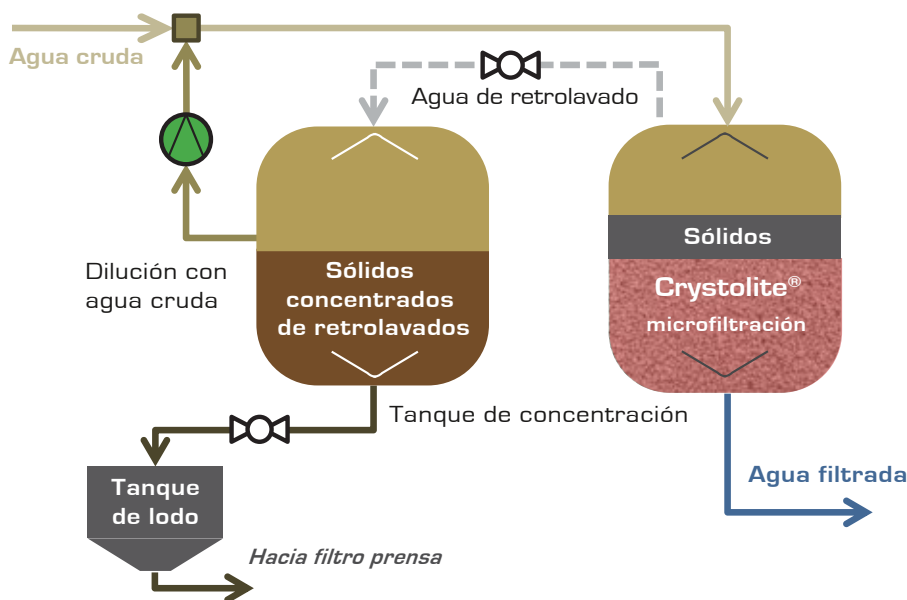 Agua cruda
Agua de retrolavado
Sólidos
Crystolite®
microfiltración
Dilución con
agua cruda
Sólidos
concentrados
de retrolavados
Tanque de concentración
Tanque
de lodo
Agua filtrada
Hacia filtro prensa